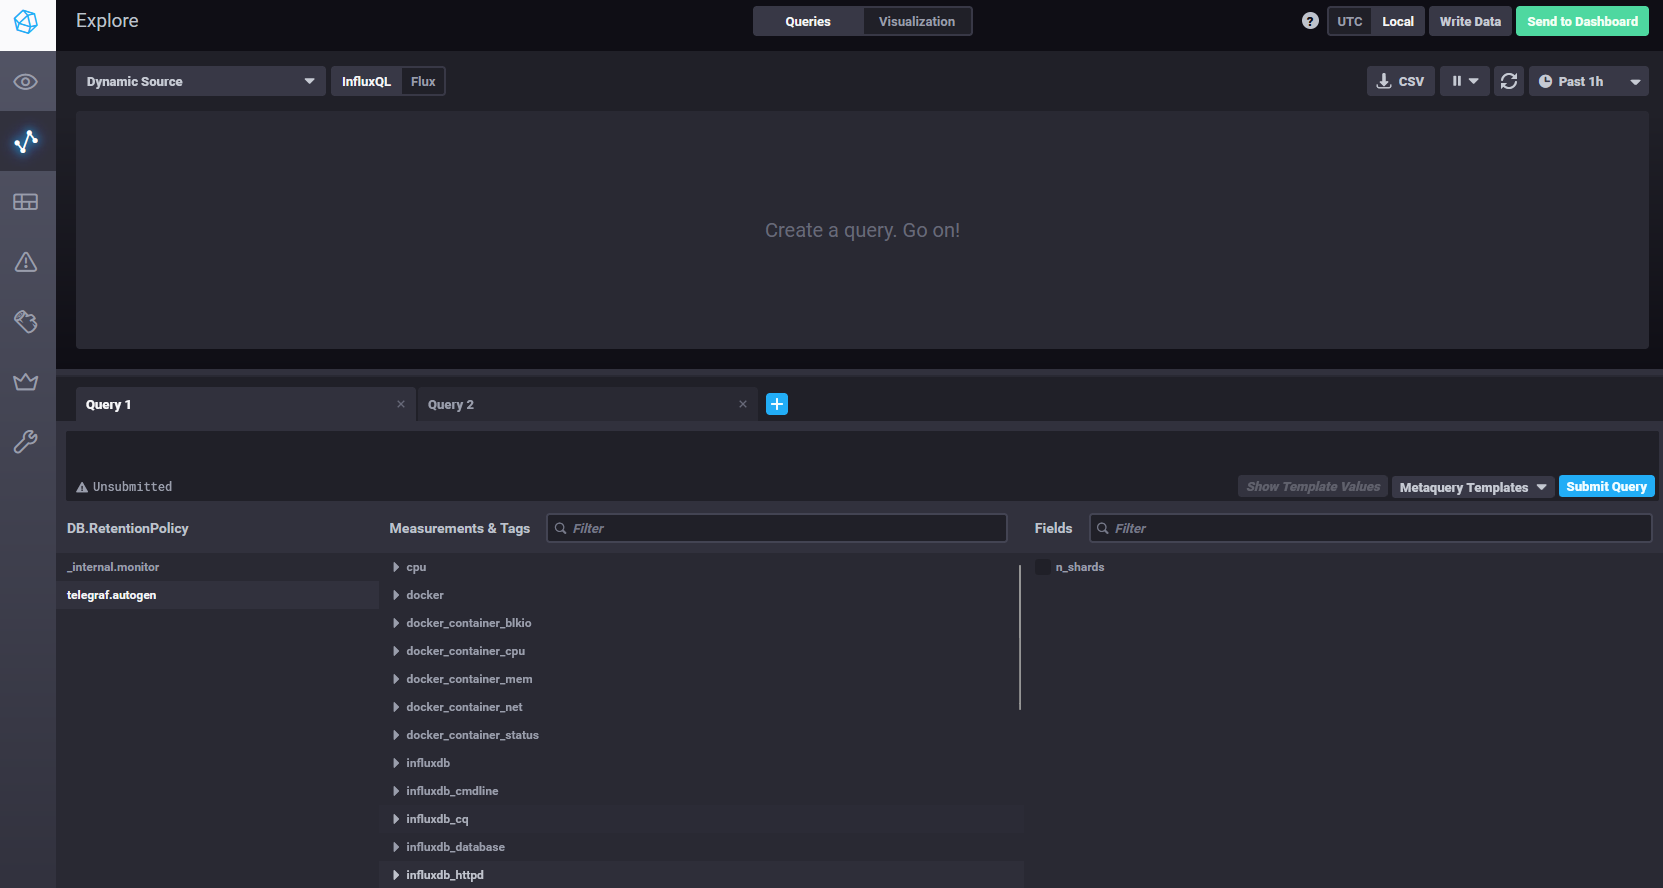 Explore
Queries
Visualization
?
UTC
Local
Write Data
Send to Dashboard
Dynamic Source
InfluxQL
Flux
CSV
Past 1h
Create a query. Go on!
Query 1
Query 2
Unsubmitted
Show Template Values
Metaquery Templates
Submit Query
DB.RetentionPolicy
_internal.monitor
telegraf.autogen
Measurements & Tags
Filter
cpu
docker
docker_container_blkio
docker_container_cpu
docker_container_mem
docker_container_net
docker_container_status
influxdb
influxdb_cmdline
influxdb_cq
influxdb_database
influxdb_httpd
Fields
Filter
n_shards